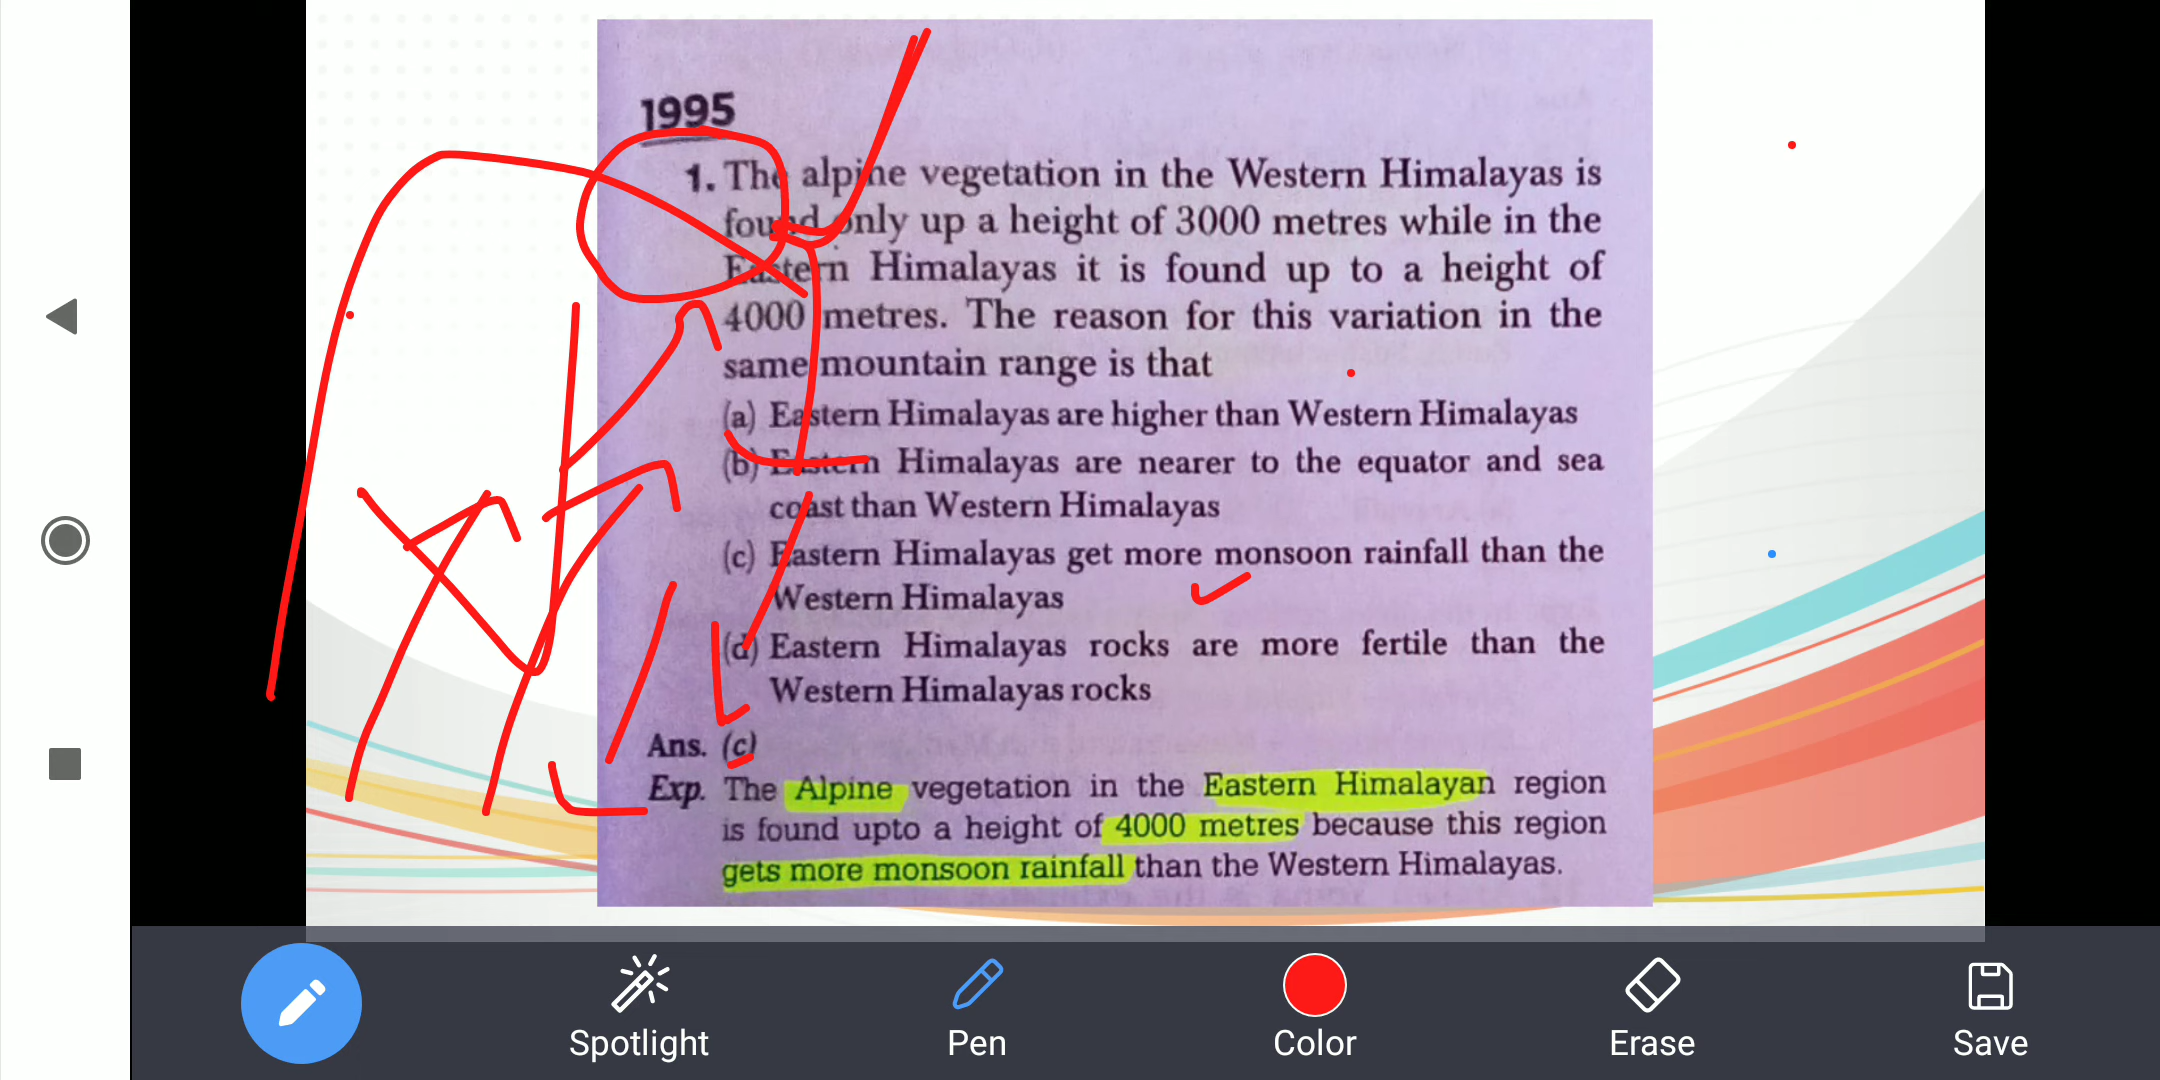 1995
1. The alpine vegetation in the Western Himalayas is
found only up a height of 3000 metres while in the
Eastern Himalayas it is found up to a height of
4000 metres. The reason for this variation in the
same mountain range is that
(a) Eastern Himalayas are higher than Western Himalayas
(b) Eastern Himalayas are nearer to the equator and sea
coast than Western Himalayas
(c) Eastern Himalayas get more monsoon rainfall than the
Western Himalayas
(d) Eastern Himalayas rocks are more fertile than the
Western Himalayas rocks
Ans. (c)
Exp. The Alpine vegetation in the Eastern Himalayan region
is found upto a height of 4000 metres because this region
gets more monsoon rainfall than the Western Himalayas.
Spotlight Pen Color Erase Save